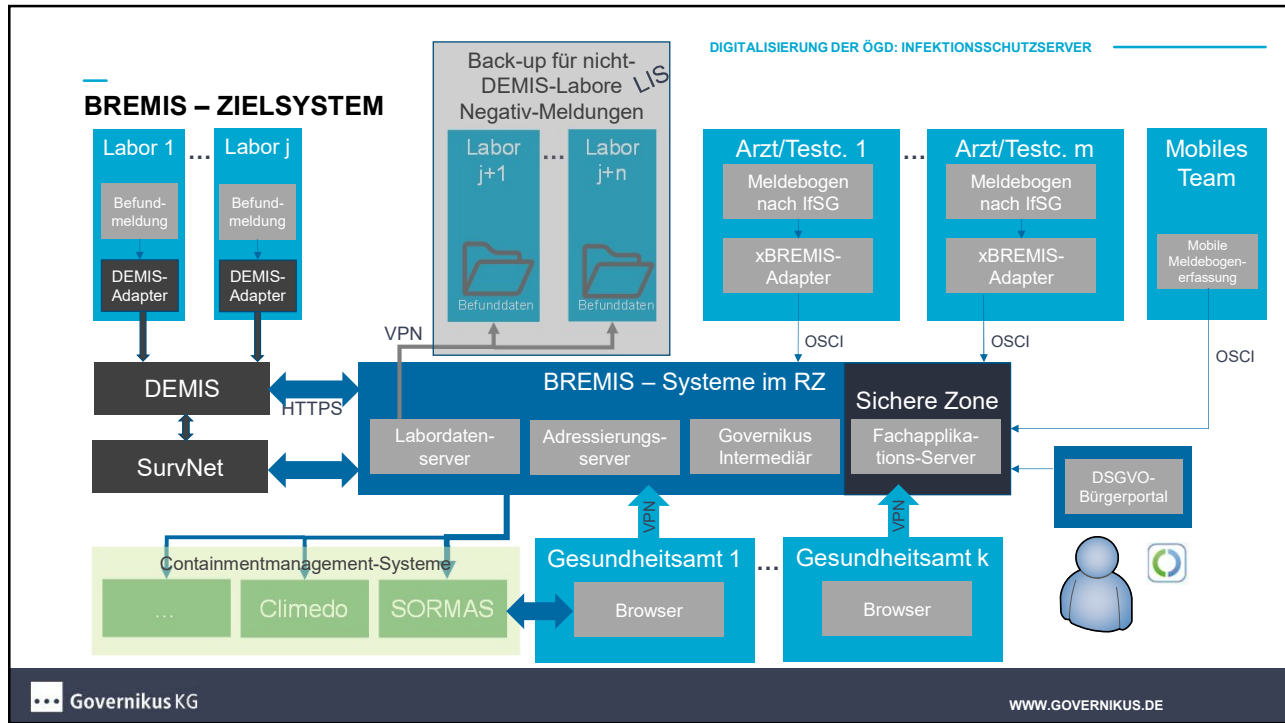 DIGITALISIERUNG DER ÖGD: INFEKTIONSSCHUTZSERVER
BREMIS – ZIELSYSTEM
Back-up für nicht-
DEMIS-Labore
LIS
Negativ-Meldungen
Labor 1
...
Labor j
Befund-
meldung
Befund-
meldung
DEMIS-
Adapter
DEMIS-
Adapter
Labor
j+1
...
Labor
j+n
Befunddaten
Befunddaten
Arzt/Testc. 1
...
Arzt/Testc. m
Meldebogen
nach IfSG
Meldebogen
nach IfSG
xBREMIS-
Adapter
xBREMIS-
Adapter
Mobiles
Team
Mobile
Meldebogen-
erfassung
VPN
OSCI
OSCI
OSCI
DEMIS
HTTPS
SurvNet
BREMIS – Systeme im RZ
Labordaten-
server
Adressierungs-
server
Governikus
Intermediär
Sichere Zone
Fachapplika-
tions-Server
DSGVO-
Bürgerportal
VPN
VPN
Containmentmanagement-Systeme
...
Climedo
SORMAS
Gesundheitsamt 1
Browser
...
Gesundheitsamt k
Browser
Governikus KG
WWW.GOVERNIKUS.DE